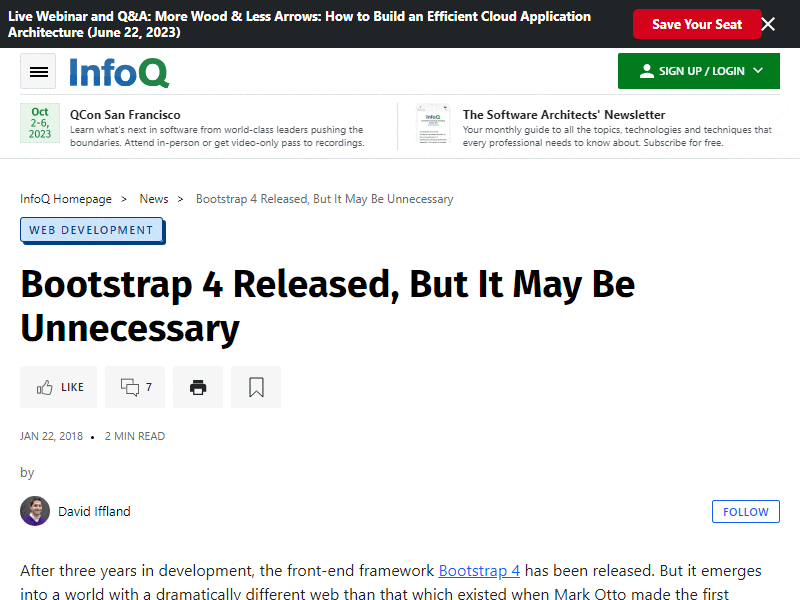 Live Webinar and Q&A: More Wood & Less Arrows: How to Build an Efficient Cloud Application
Architecture (June 22, 2023)
Save Your Seat
InfoQ
SIGN UP / LOGIN
Oct
2-6,
2023
QCon San Francisco
Learn what's next in software from world-class leaders pushing the
boundaries. Attend in-person or get video-only pass to recordings.
The Software Architects' Newsletter
Your monthly guide to all the topics, technologies and techniques that
every professional needs to know about. Subscribe for free.
InfoQ Homepage > News > Bootstrap 4 Released, But It May Be Unnecessary
WEB DEVELOPMENT
Bootstrap 4 Released, But It May Be
Unnecessary
LIKE
7
JAN 22, 2018 • 2 MIN READ
by
David Iffland
FOLLOW
After three years in development, the front-end framework Bootstrap 4 has been released. But it emerges
into a world with a dramatically different web than that which existed when Mark Otto made the first